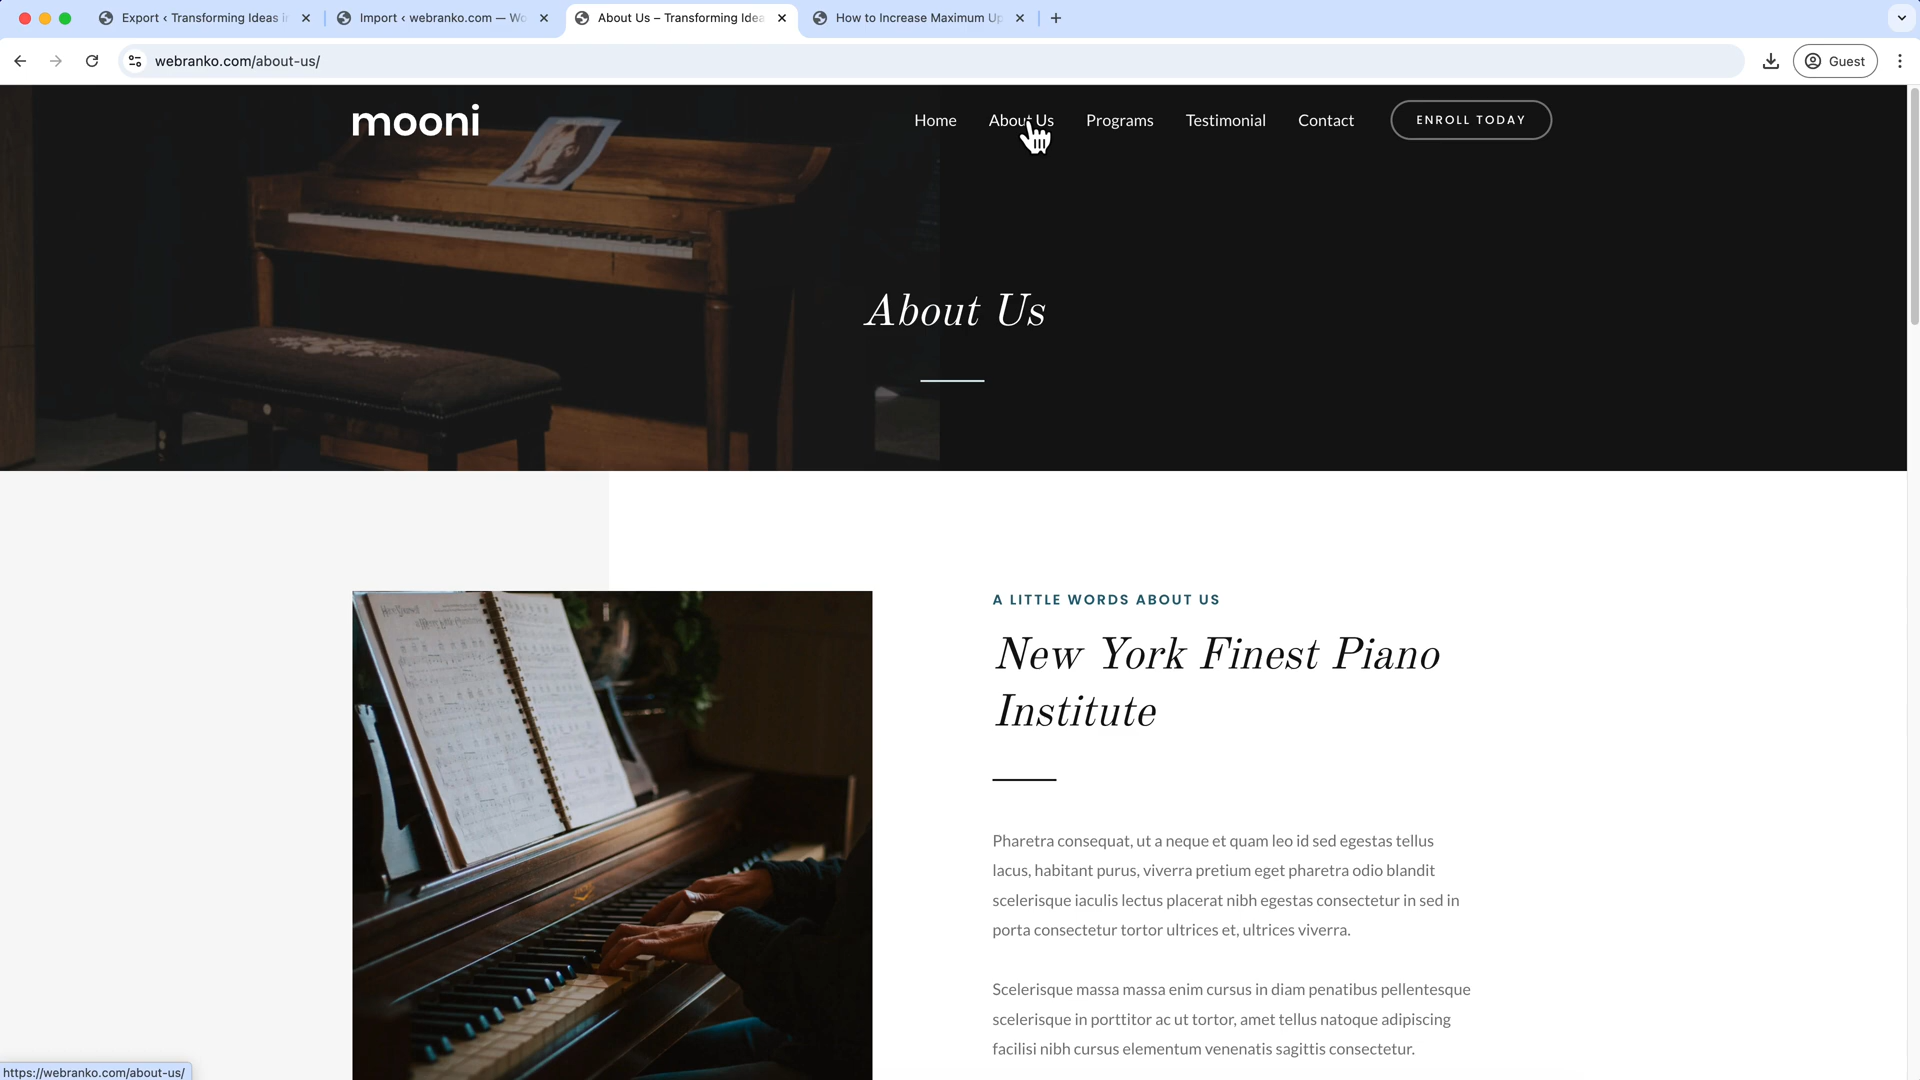 Export ‹ Transforming Ideas i
Import ‹ webranko.com — Wo
About Us – Transforming Idea
How to Increase Maximum Up
webranko.com/about-us/
Guest
mooni
Home
About Us
Programs
Testimonial
Contact
ENROLL TODAY
About Us
A LITTLE WORDS ABOUT US
New York Finest Piano
Institute
Pharetra consequat, ut a neque et quam leo id sed egestas tellus
lacus, habitant purus, viverra pretium eget pharetra odio blandit
scelerisque iaculis lectus placerat nibh egestas consectetur in sed in
porta consectetur tortor ultrices et, ultrices viverra.
Scelerisque massa massa enim cursus in diam penatibus pellentesque
scelerisque in porttitor ac ut tortor, amet tellus natoque adipiscing
facilisi nibh cursus elementum venenatis sagittis consectetur.
https://webranko.com/about-us/